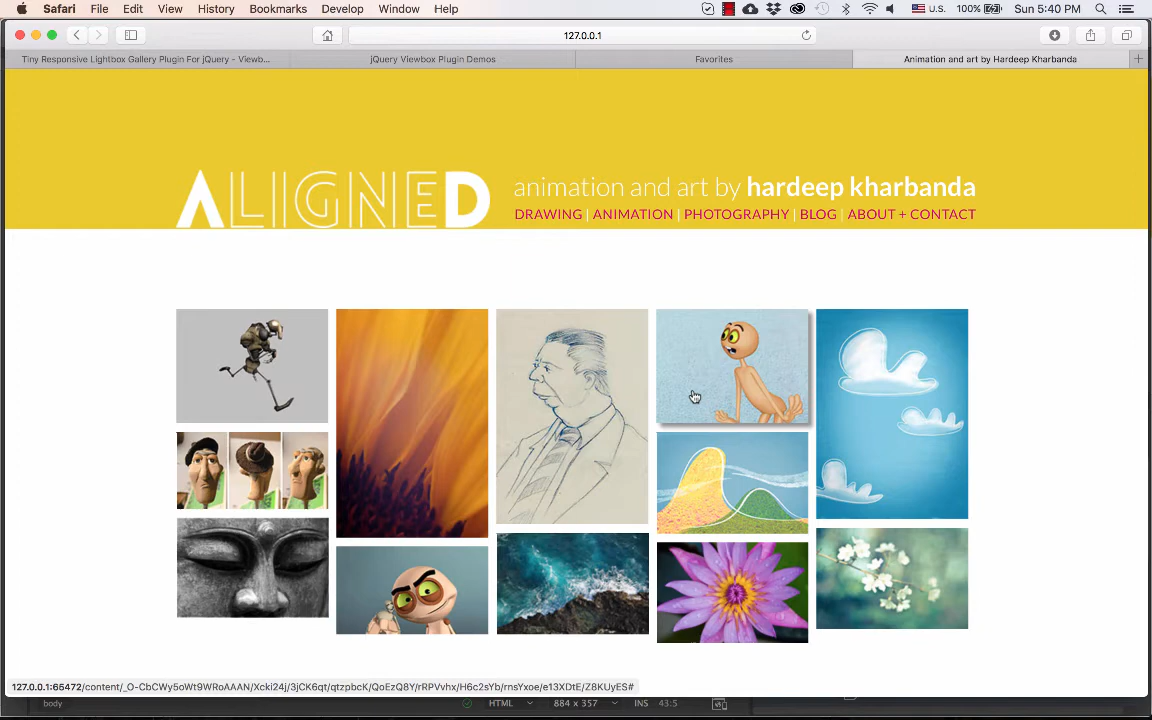 Safari File Edit View History Bookmarks Develop Window Help U.S. 100% Sun 5:40 PM
127.0.0.1
Tiny Responsive Lightbox Gallery Plugin For jQuery - Viewb... jQuery Viewbox Plugin Demos Favorites Animation and art by Hardeep Kharbanda
ALIGNED animation and art by hardeep kharbanda
DRAWING | ANIMATION | PHOTOGRAPHY | BLOG | ABOUT + CONTACT
127.0.0.1:65472/content/_O-CbCWy5oWt9WRoAAAN/Xcki24j/3jCK6qt/qtzpbcK/QoEzQ8Y/rRPVvhx/H6c2sYb/rnsYxoe/e13XDtE/Z8KUyES#
body HTML 884 x 357 INS 43:5